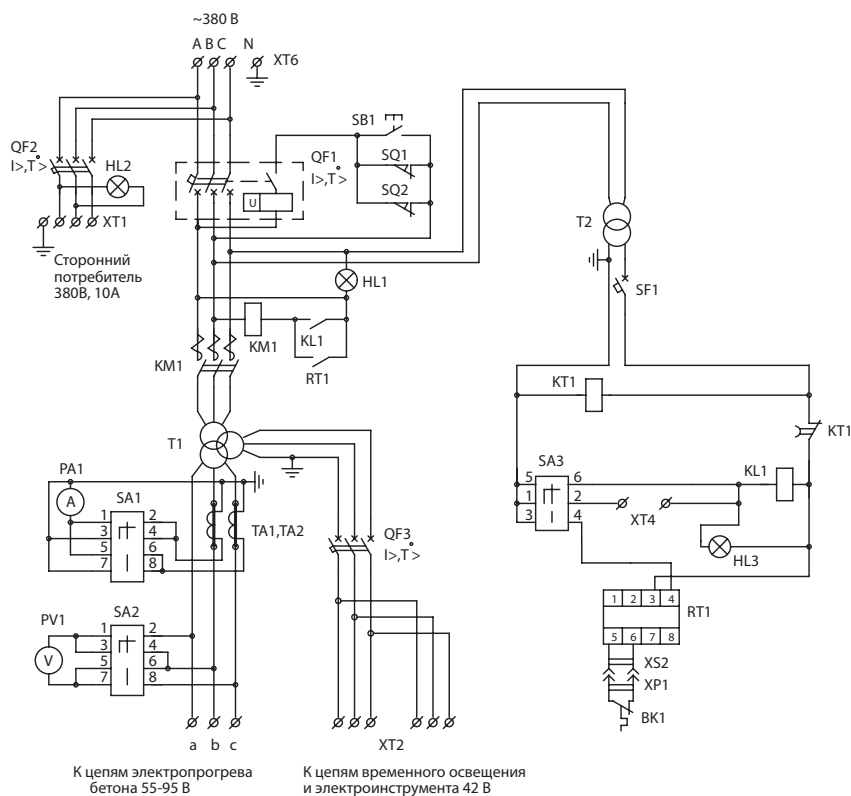 ~380 В
A B C N
XT6
QF2
I>,T°>
HL2
XT1
Сторонний
потребитель
380В, 10А
QF1
I>,T°>
U
SB1
SQ1
SQ2
HL1
KM1
KL1
RT1
KM1
T1
T2
SF1
KT1
KT1
SA3
5 6
1 2
3 4
KL1
XT4
HL3
PA1
A
SA1
1 2
3 4
5 6
7 8
TA1,TA2
QF3
I>,T°>
1 2 3 4
RT1
5 6 7 8
XS2
XP1
BK1
PV1
V
SA2
1 2
3 4
5 6
7 8
a b c
XT2
К цепям электропрогрева
бетона 55-95 В
К цепям временного освещения
и электроинструмента 42 В